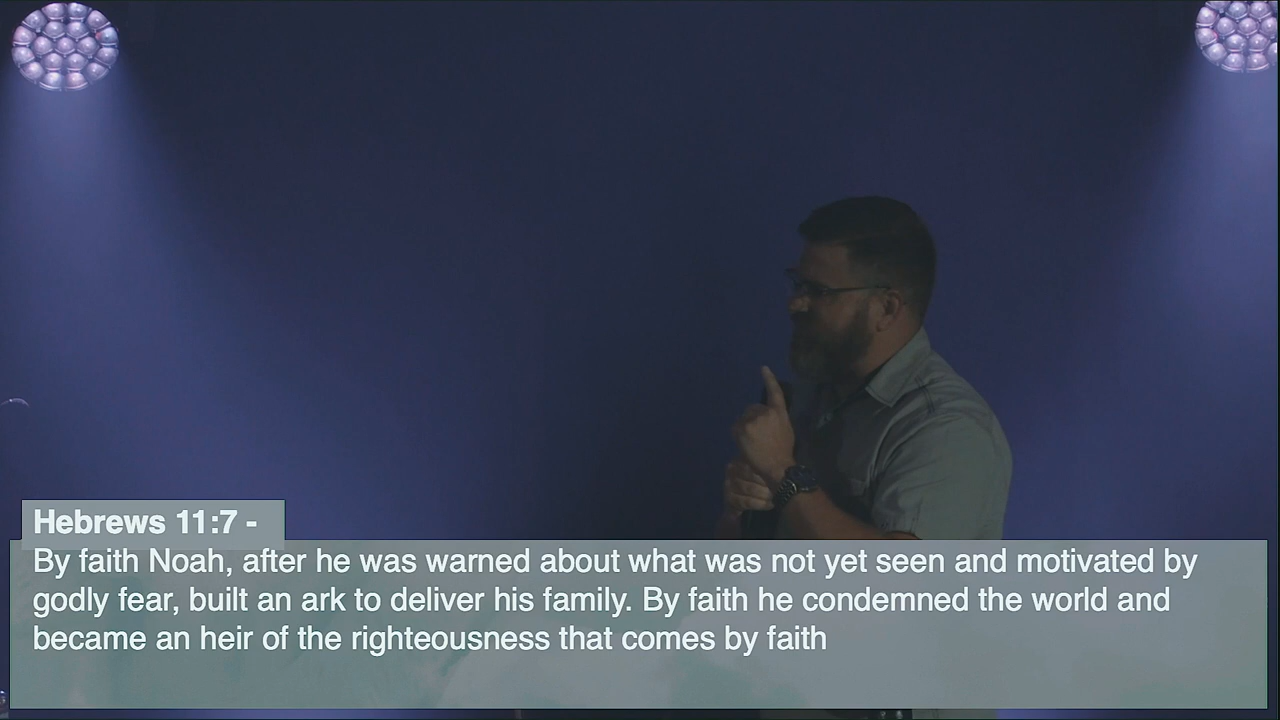 Hebrews 11:7 -
By faith Noah, after he was warned about what was not yet seen and motivated by
godly fear, built an ark to deliver his family. By faith he condemned the world and
became an heir of the righteousness that comes by faith